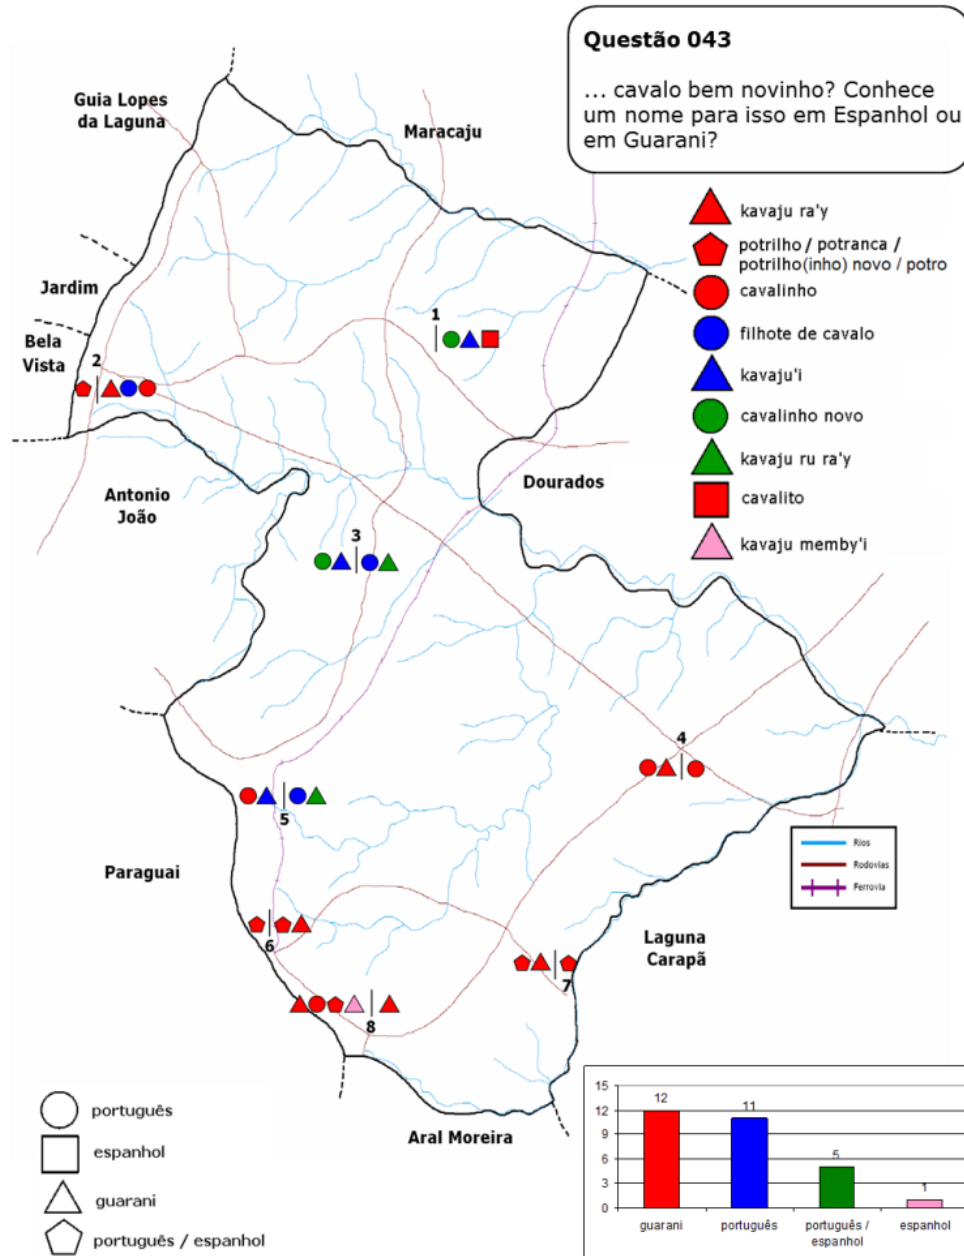 Questão 043
... cavalo bem novinho? Conhece
um nome para isso em Espanhol ou
em Guarani?
Guia Lopes
da Laguna
Maracaju
Jardim
Bela
Vista
Antonio
João
Dourados
Paraguai
Laguna
Carapã
Aral Moreira
1
2
3
4
5
6
7
8
kavaju ra'y
potrilho / potranca /
potrilho(inho) novo / potro
cavalinho
filhote de cavalo
kavaju'i
cavalinho novo
kavaju ru ra'y
cavalito
kavaju memby'i
Rios
Rodovias
Ferrovia
português
espanhol
guarani
português / espanhol
15
12
9
6
3
0
12
11
5
1
guarani
português
português /
espanhol
espanhol